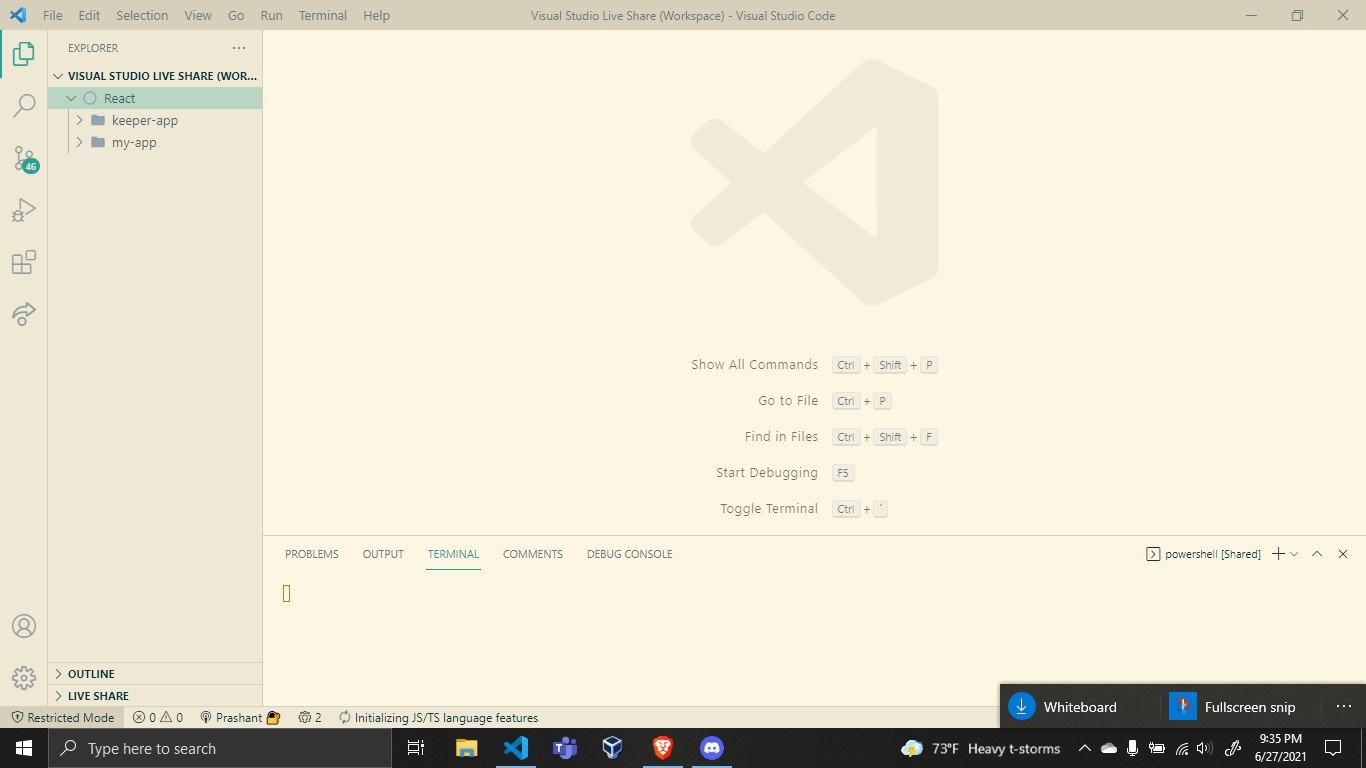 File Edit Selection View Go Run Terminal Help
Visual Studio Live Share (Workspace) - Visual Studio Code
EXPLORER
VISUAL STUDIO LIVE SHARE (WOR...
React
keeper-app
my-app
46
Show All Commands Ctrl + Shift + P
Go to File Ctrl + P
Find in Files Ctrl + Shift + F
Start Debugging F5
Toggle Terminal Ctrl + `
PROBLEMS OUTPUT TERMINAL COMMENTS DEBUG CONSOLE
powershell [Shared]
OUTLINE
LIVE SHARE
Restricted Mode 0 0 Prashant 2 Initializing JS/TS language features
Whiteboard Fullscreen snip
Type here to search
73°F Heavy t-storms
9:35 PM
6/27/2021